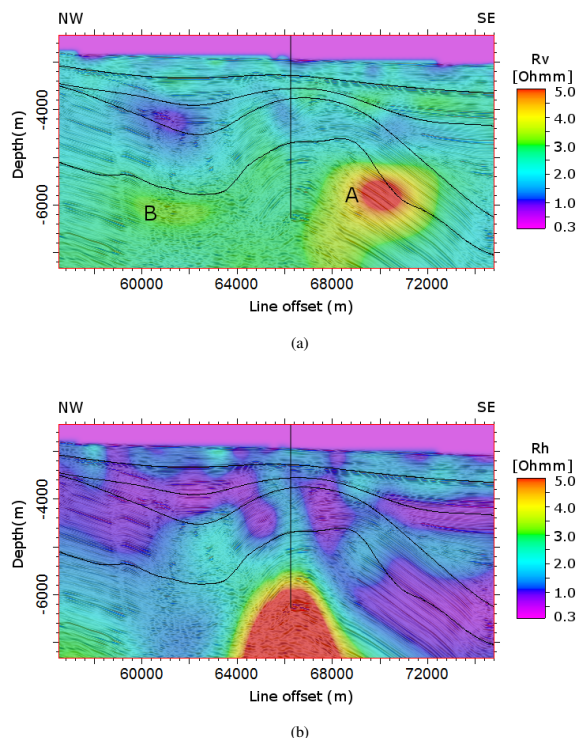 NW
SE
Rv
[Ohmm]
5.0
4.0
3.0
2.0
1.0
0.3
Depth(m)
-4000
-6000
B
A
60000 64000 68000 72000
Line offset (m)
(a)
NW
SE
Rh
[Ohmm]
5.0
4.0
3.0
2.0
1.0
0.3
Depth(m)
-4000
-6000
60000 64000 68000 72000
Line offset (m)
(b)